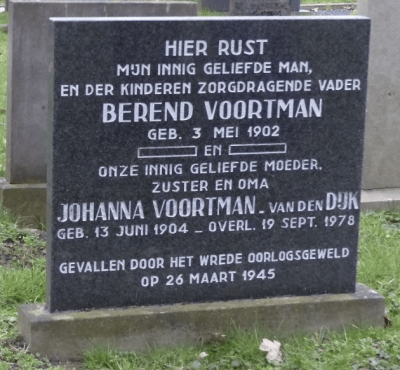 HIER RUST
MIJN INNIG GELIEFDE MAN,
EN DER KINDEREN ZORGDRAGENDE VADER
BEREND VOORTMAN
GEB. 3 MEI 1902
EN
ONZE INNIG GELIEFDE MOEDER,
ZUSTER EN OMA
JOHANNA VOORTMAN - VAN DEN DIJK
GEB. 13 JUNI 1904 - OVERL. 19 SEPT. 1978
GEVALLEN DOOR HET WREDE OORLOGSGEWELD
OP 26 MAART 1945